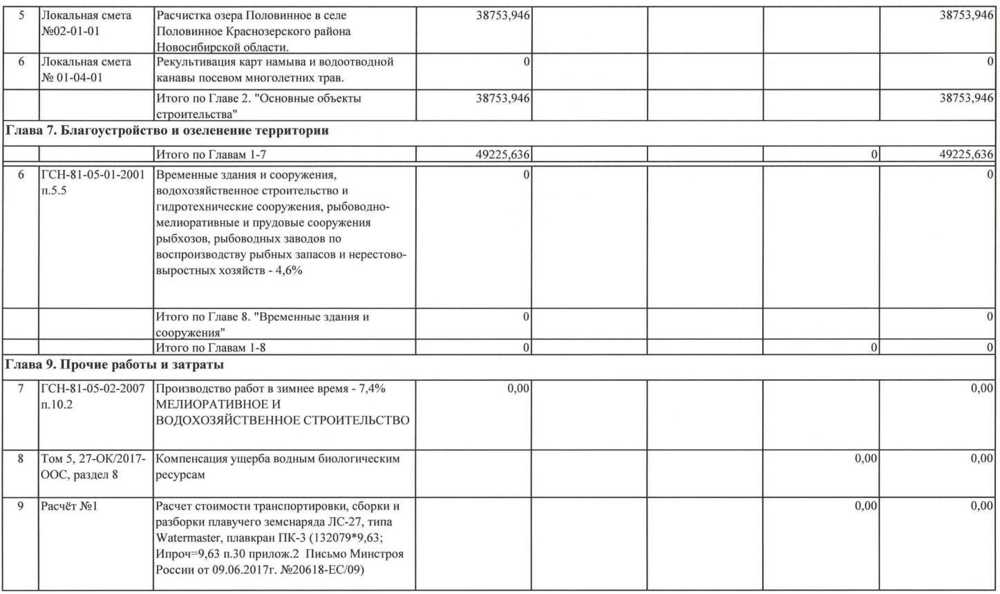 5 Локальная смета Расчистка озера Половинное в селе 38753,946 38753,946
№02-01-01 Половинное Краснозерского района
Новосибирской области.
6 Локальная смета Рекультивация карт намыва и водоотводной 0 0
№ 01-04-01 канавы посевом многолетних трав.
Итого по Главе 2. "Основные объекты 38753,946 38753,946
строительства"
Глава 7. Благоустройство и озеленение территории
Итого по Главам 1-7 49225,636 0 49225,636
6 ГСН-81-05-01-2001 Временные здания и сооружения, 0 0
п.5.5 водохозяйственное строительство и
гидротехнические сооружения, рыбоводно-
мелиоративные и прудовые сооружения
рыбхозов, рыбоводных заводов по
воспроизводству рыбных запасов и нерестово-
выростных хозяйств - 4,6%
Итого по Главе 8. "Временные здания и 0 0
сооружения"
Итого по Главам 1-8 0 0 0
Глава 9. Прочие работы и затраты
7 ГСН-81-05-02-2007 Производство работ в зимнее время - 7,4% 0,00 0,00
п.10.2 МЕЛИОРАТИВНОЕ И
ВОДОХОЗЯЙСТВЕННОЕ СТРОИТЕЛЬСТВО
8 Том 5, 27-ОК/2017- Компенсация ущерба водным биологическим 0,00 0,00
ООС, раздел 8 ресурсам
9 Расчёт №1 Расчет стоимости транспортировки, сборки и 0,00 0,00
разборки плавучего земснаряда ЛС-27, типа
Watermaster, плавкран ПК-3 (132079*9,63;
Ипроч=9,63 п.30 прилож.2 Письмо Минстроя
России от 09.06.2017г. №20618-ЕС/09)